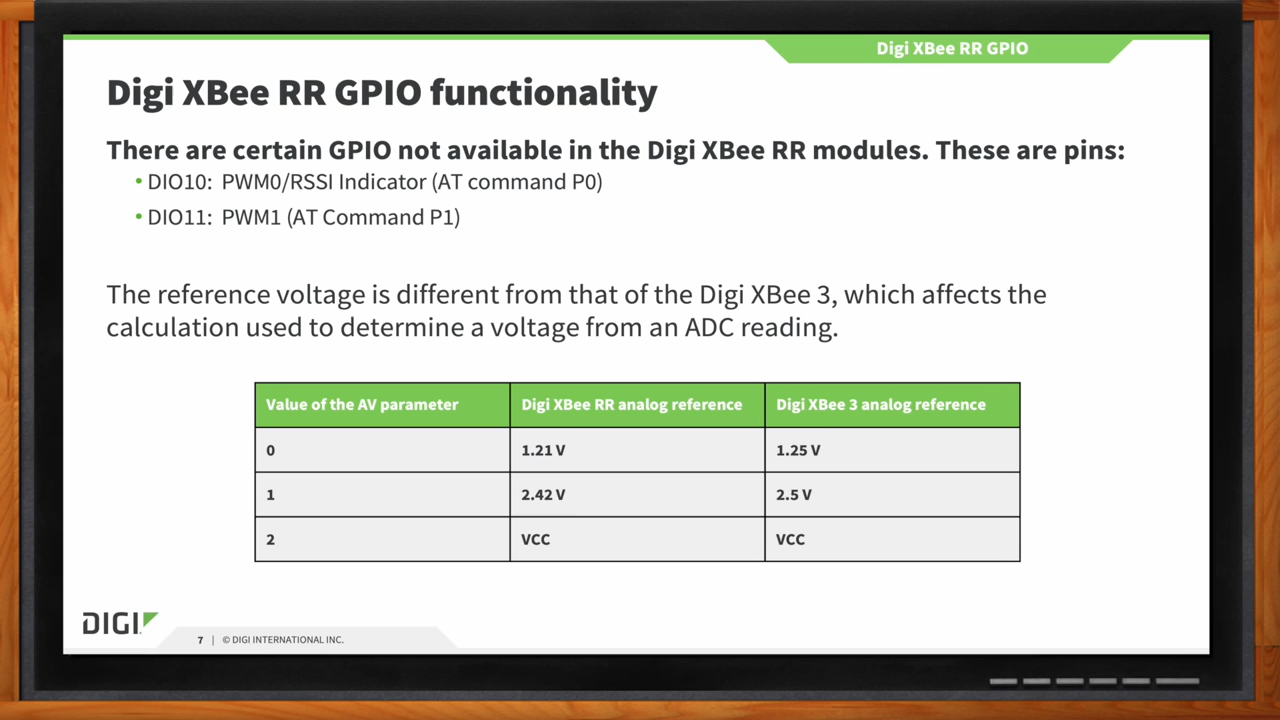 Digi XBee RR GPIO
Digi XBee RR GPIO functionality
There are certain GPIO not available in the Digi XBee RR modules. These are pins:
• DIO10: PWM0/RSSI Indicator (AT command P0)
• DIO11: PWM1 (AT Command P1)
The reference voltage is different from that of the Digi XBee 3, which affects the
calculation used to determine a voltage from an ADC reading.
Value of the AV parameter Digi XBee RR analog reference Digi XBee 3 analog reference
0 1.21 V 1.25 V
1 2.42 V 2.5 V
2 VCC VCC
DIGI
7 | © DIGI INTERNATIONAL INC.